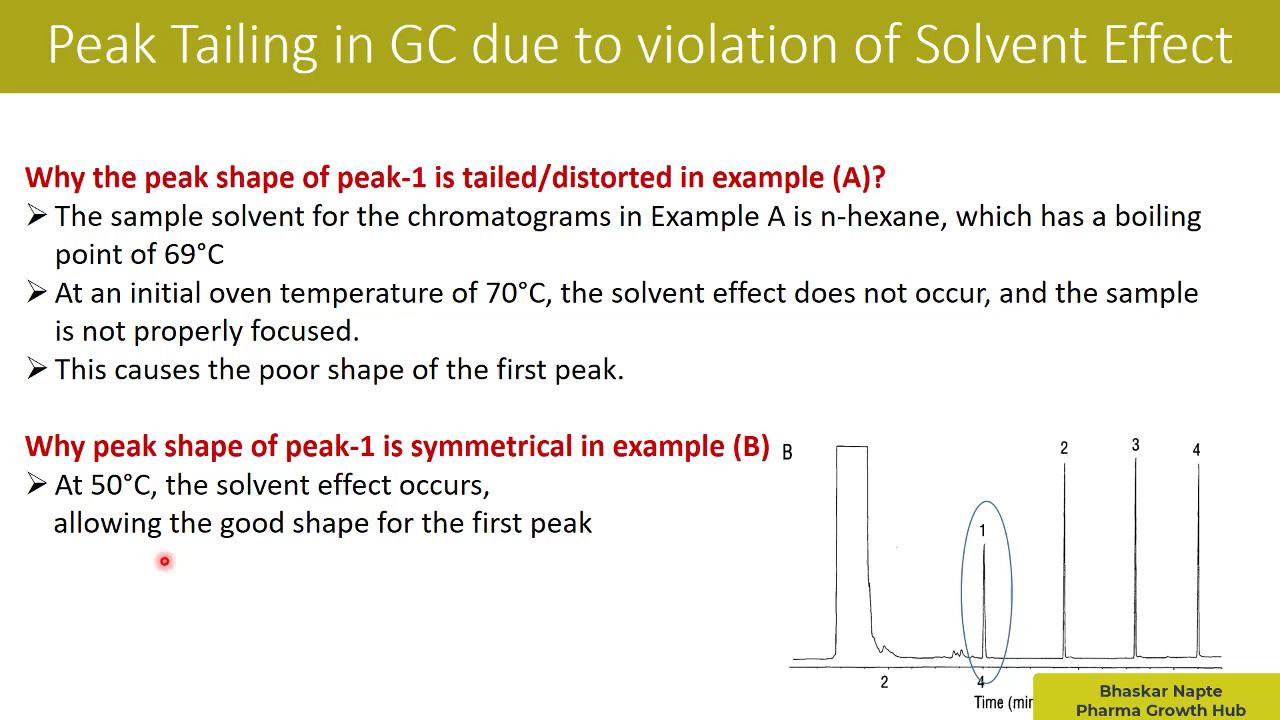 Peak Tailing in GC due to violation of Solvent Effect
Why the peak shape of peak-1 is tailed/distorted in example (A)?
➢ The sample solvent for the chromatograms in Example A is n-hexane, which has a boiling
point of 69°C
➢ At an initial oven temperature of 70°C, the solvent effect does not occur, and the sample
is not properly focused.
➢ This causes the poor shape of the first peak.
Why peak shape of peak-1 is symmetrical in example (B)
➢ At 50°C, the solvent effect occurs,
allowing the good shape for the first peak
B
1
2
3
4
2
4
Time (min
Bhaskar Napte
Pharma Growth Hub